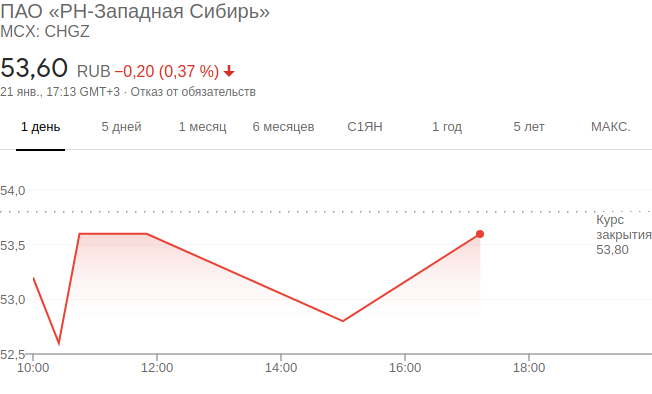 ПАО «РН-Западная Сибирь»
MCX: CHGZ
53,60 RUB −0,20 (0,37 %)
21 янв., 17:13 GMT+3 · Отказ от обязательств
1 день 5 дней 1 месяц 6 месяцев С1ЯН 1 год 5 лет МАКС.
54,0
Курс
закрытия
53,80
53,5
53,0
52,5
10:00 12:00 14:00 16:00 18:00